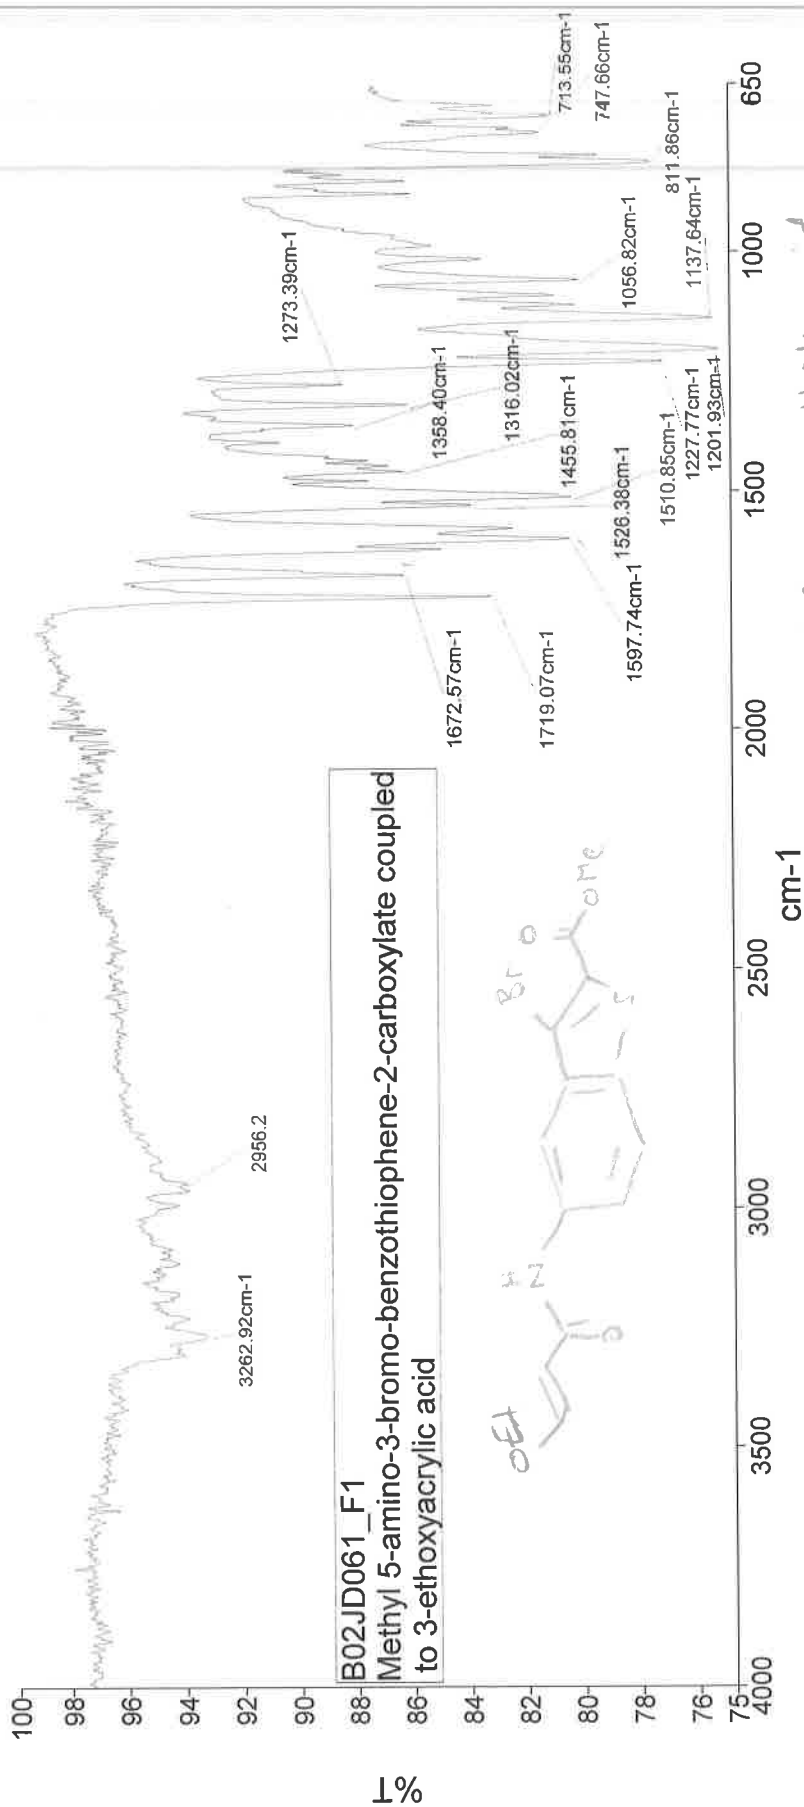 %T
100
98
96
94
92
90
88
86
84
82
80
78
76
75
4000
3500
3000
2500
2000
1500
1000
650
cm-1
3262.92cm-1
2956.2
1672.57cm-1
1719.07cm-1
1597.74cm-1
1526.38cm-1
1510.85cm-1
1455.81cm-1
1358.40cm-1
1316.02cm-1
1273.39cm-1
1227.77cm-1
1201.93cm-1
1137.64cm-1
1056.82cm-1
811.86cm-1
747.66cm-1
713.55cm-1
B02JD061_F1
Methyl 5-amino-3-bromo-benzothiophene-2-carboxylate coupled
to 3-ethoxyacrylic acid
OEt
O
H
N
Br
O
OMe
S